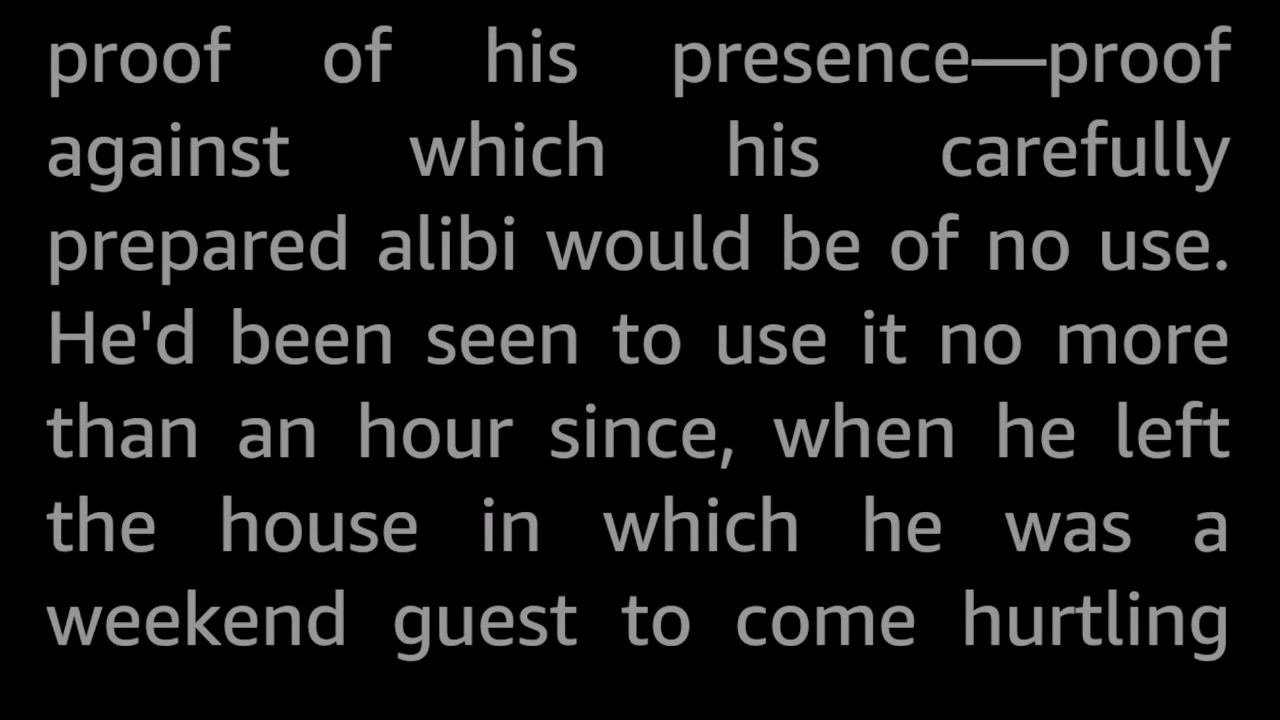 proof of his presence—proof
against which his carefully
prepared alibi would be of no use.
He'd been seen to use it no more
than an hour since, when he left
the house in which he was a
weekend guest to come hurtling